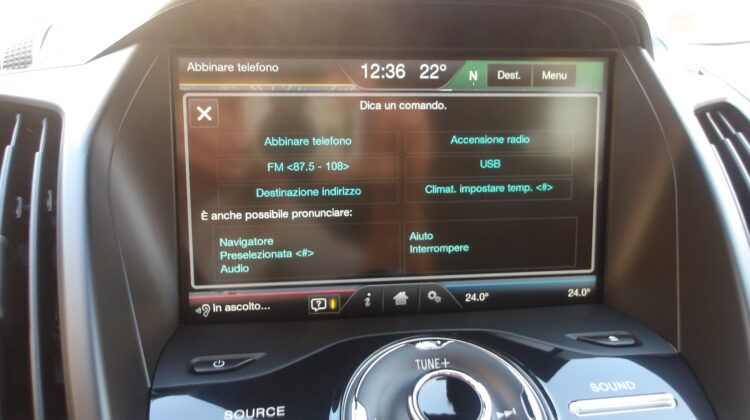 Abbinare telefono 12:36 22° N Dest. Menu
Dica un comando.
Abbinare telefono Accensione radio
FM <87.5 - 108> USB
Destinazione indirizzo Climat. impostare temp. <#>
È anche possibile pronunciare:
Navigatore
Preselezionata <#>
Audio
Aiuto
Interrompere
In ascolto... ? i 24.0° 24.0°
TUNE+
SOURCE
SOUND